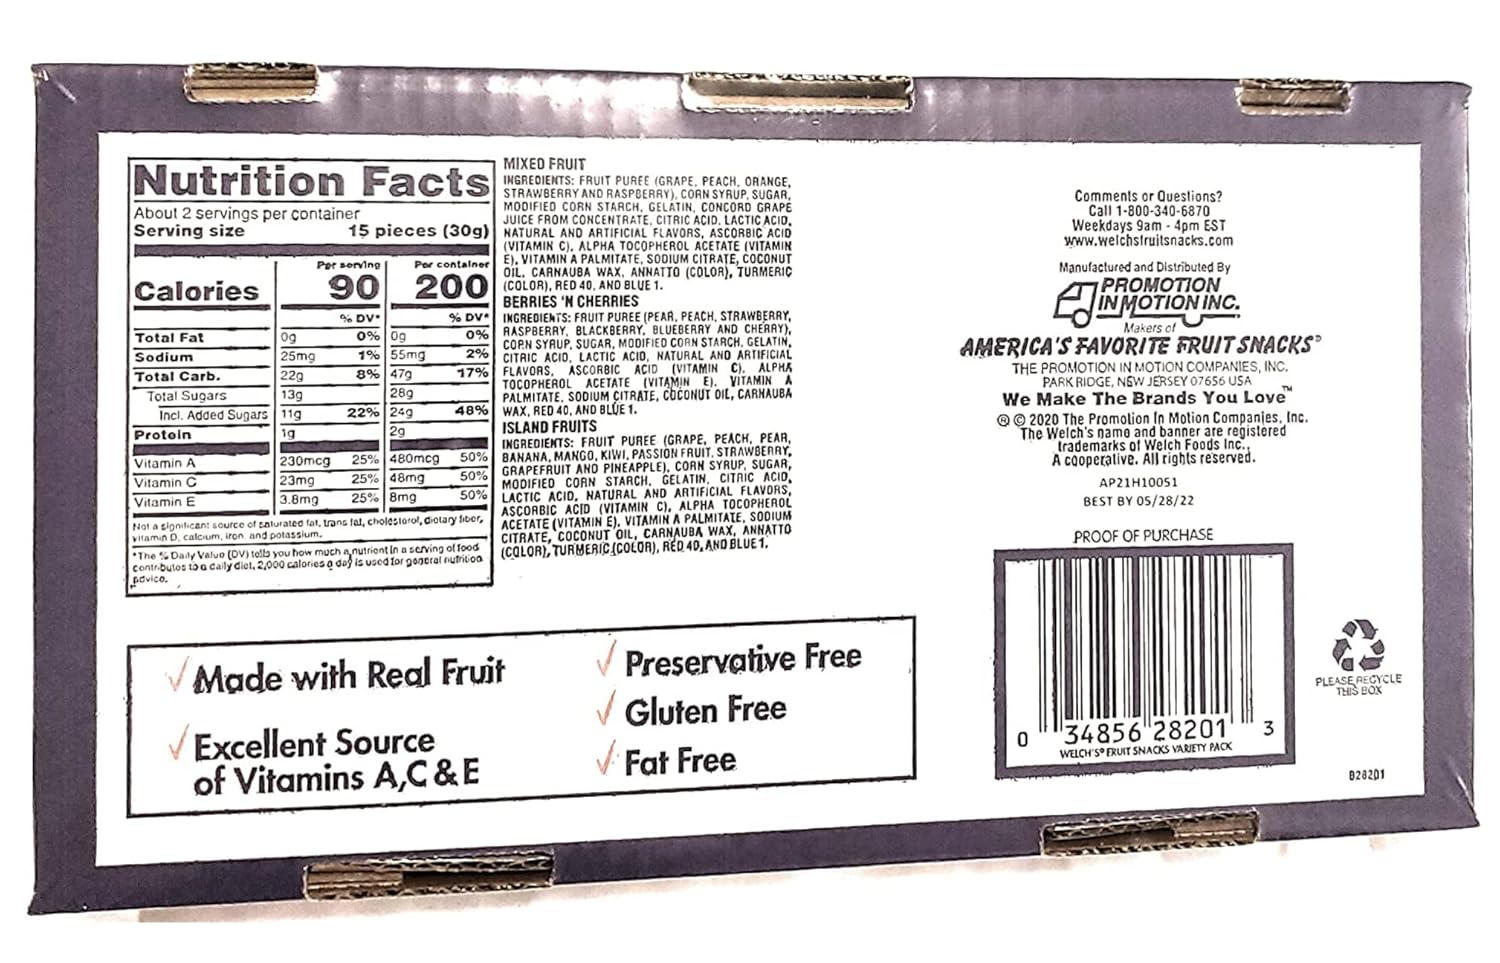 Nutrition Facts
About 2 servings per container
Serving size 15 pieces (30g)
Per serving Per container
Calories 90 200
% DV* % DV*
Total Fat 0g 0% 0g 0%
Sodium 25mg 1% 55mg 2%
Total Carb. 22g 8% 47g 17%
Total Sugars 13g 28g
Incl. Added Sugars 11g 22% 24g 48%
Protein 1g 2g
Vitamin A 230mcg 25% 480mcg 50%
Vitamin C 23mg 25% 48mg 50%
Vitamin E 3.8mg 25% 8mg 50%
Not a significant source of saturated fat, trans fat, cholesterol, dietary fiber,
vitamin D, calcium, iron, and potassium.
*The % Daily Value (DV) tells you how much a nutrient in a serving of food
contributes to a daily diet. 2,000 calories a day is used for general nutrition
advice.
MIXED FRUIT
INGREDIENTS: FRUIT PUREE (GRAPE, PEACH, ORANGE,
STRAWBERRY AND RASPBERRY), CORN SYRUP, SUGAR,
MODIFIED CORN STARCH, GELATIN, CONCORD GRAPE
JUICE FROM CONCENTRATE, CITRIC ACID, LACTIC ACID,
NATURAL AND ARTIFICIAL FLAVORS, ASCORBIC ACID
(VITAMIN C), ALPHA TOCOPHEROL ACETATE (VITAMIN
E), VITAMIN A PALMITATE, SODIUM CITRATE, COCONUT
OIL, CARNAUBA WAX, ANNATTO (COLOR), TURMERIC
(COLOR), RED 40, AND BLUE 1.
BERRIES 'N CHERRIES
INGREDIENTS: FRUIT PUREE (PEAR, PEACH, STRAWBERRY,
RASPBERRY, BLACKBERRY, BLUEBERRY AND CHERRY),
CORN SYRUP, SUGAR, MODIFIED CORN STARCH, GELATIN,
CITRIC ACID, LACTIC ACID, NATURAL AND ARTIFICIAL
FLAVORS, ASCORBIC ACID (VITAMIN C), ALPHA
TOCOPHEROL ACETATE (VITAMIN E), VITAMIN A
PALMITATE, SODIUM CITRATE, COCONUT OIL, CARNAUBA
WAX, RED 40, AND BLUE 1.
ISLAND FRUITS
INGREDIENTS: FRUIT PUREE (GRAPE, PEACH, PEAR,
BANANA, MANGO, KIWI, PASSION FRUIT, STRAWBERRY,
GRAPEFRUIT AND PINEAPPLE), CORN SYRUP, SUGAR,
MODIFIED CORN STARCH, GELATIN, CITRIC ACID,
LACTIC ACID, NATURAL AND ARTIFICIAL FLAVORS,
ASCORBIC ACID (VITAMIN C), ALPHA TOCOPHEROL
ACETATE (VITAMIN E), VITAMIN A PALMITATE, SODIUM
CITRATE, COCONUT OIL, CARNAUBA WAX, ANNATTO
(COLOR), TURMERIC (COLOR), RED 40, AND BLUE 1.
Made with Real Fruit
Excellent Source
of Vitamins A,C & E
Preservative Free
Gluten Free
Fat Free
Comments or Questions?
Call 1-800-340-6870
Weekdays 9am - 4pm EST
www.welchsfruitsnacks.com
Manufactured and Distributed By
PROMOTION
IN MOTION INC.
Makers of
AMERICA'S FAVORITE FRUIT SNACKS®
THE PROMOTION IN MOTION COMPANIES, INC.
PARK RIDGE, NEW JERSEY 07656 USA
We Make The Brands You Love™
® © 2020 The Promotion In Motion Companies, Inc.
The Welch's name and banner are registered
trademarks of Welch Foods Inc.,
A cooperative. All rights reserved.
AP21H10051
BEST BY 05/28/22
PROOF OF PURCHASE
0 34856 28201 3
WELCH'S® FRUIT SNACKS VARIETY PACK
PLEASE RECYCLE
THIS BOX
B28201